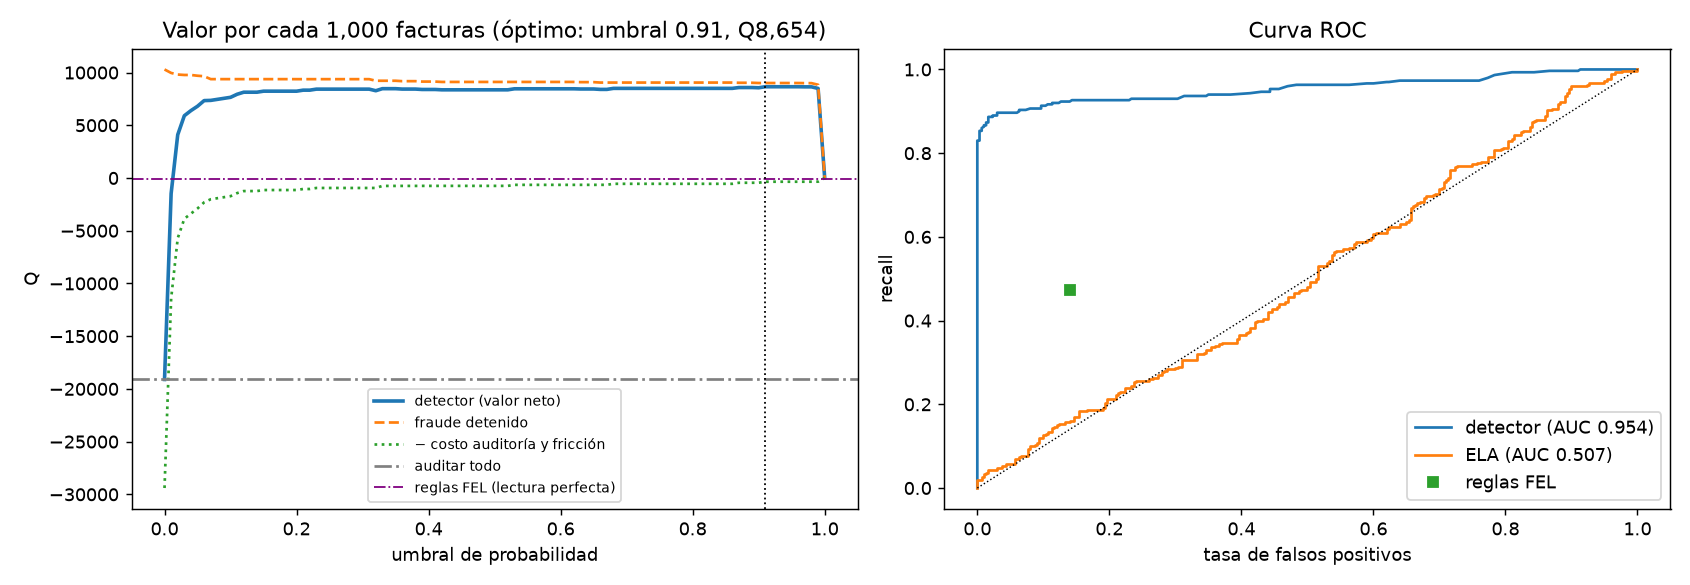 Valor por cada 1,000 facturas (óptimo: umbral 0.91, Q8,654)
10000
5000
0
−5000
−10000
−15000
−20000
−25000
−30000
Q
0.0 0.2 0.4 0.6 0.8 1.0
umbral de probabilidad
detector (valor neto)
fraude detenido
− costo auditoría y fricción
auditar todo
reglas FEL (lectura perfecta)
Curva ROC
1.0
0.8
0.6
0.4
0.2
0.0
recall
0.0 0.2 0.4 0.6 0.8 1.0
tasa de falsos positivos
detector (AUC 0.954)
ELA (AUC 0.507)
reglas FEL